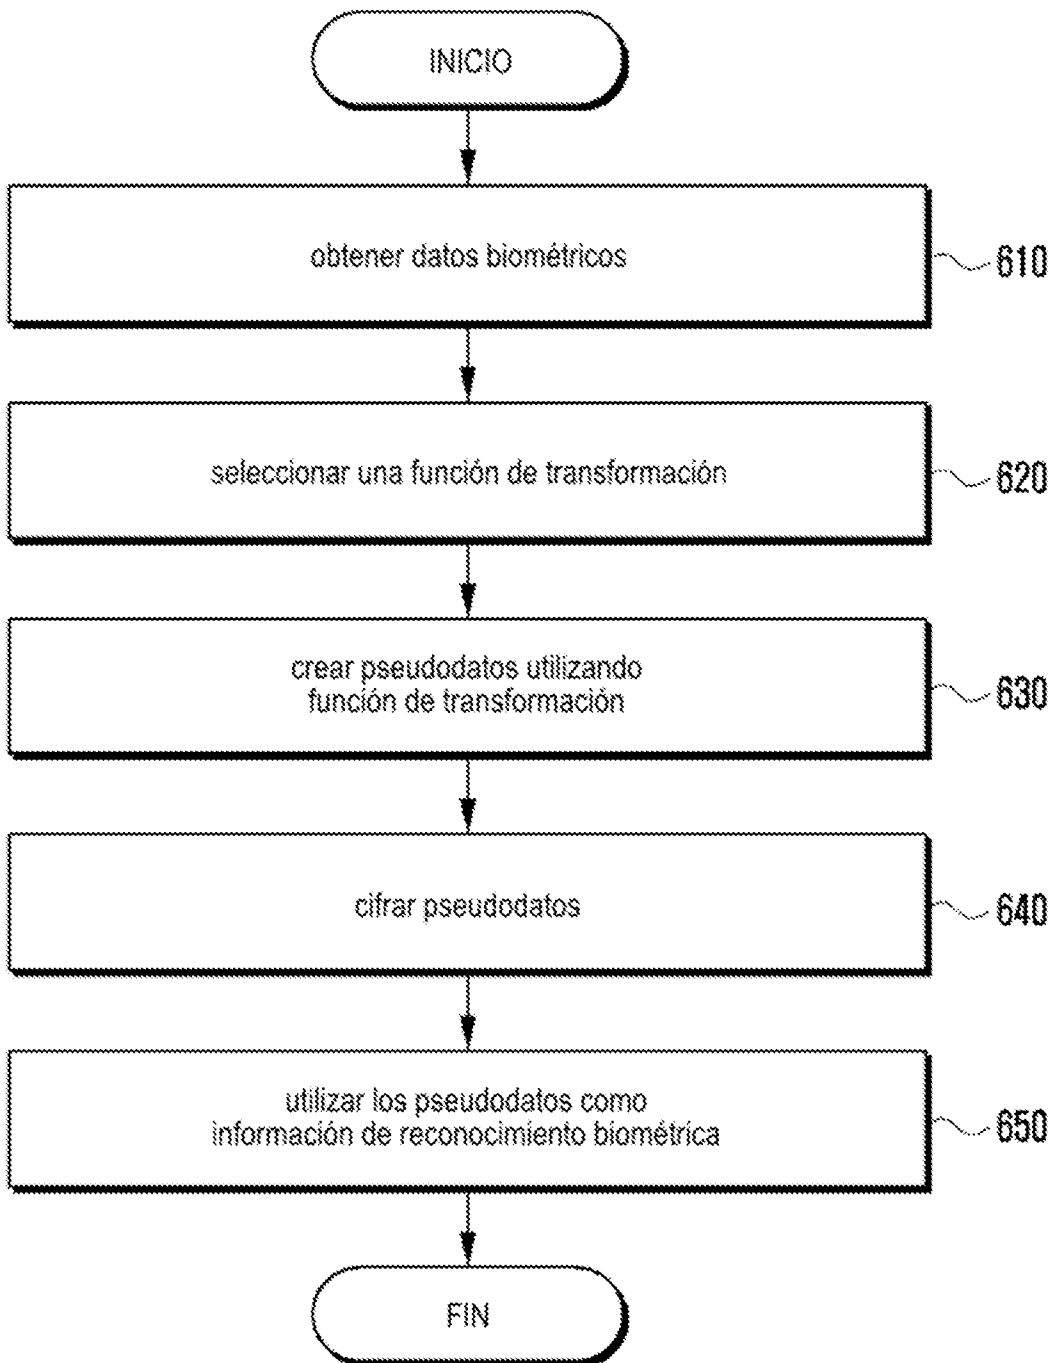 INICIO
obtener datos biométricos
610
seleccionar una función de transformación
620
crear pseudodatos utilizando
función de transformación
630
cifrar pseudodatos
640
utilizar los pseudodatos como
información de reconocimiento biométrica
650
FIN